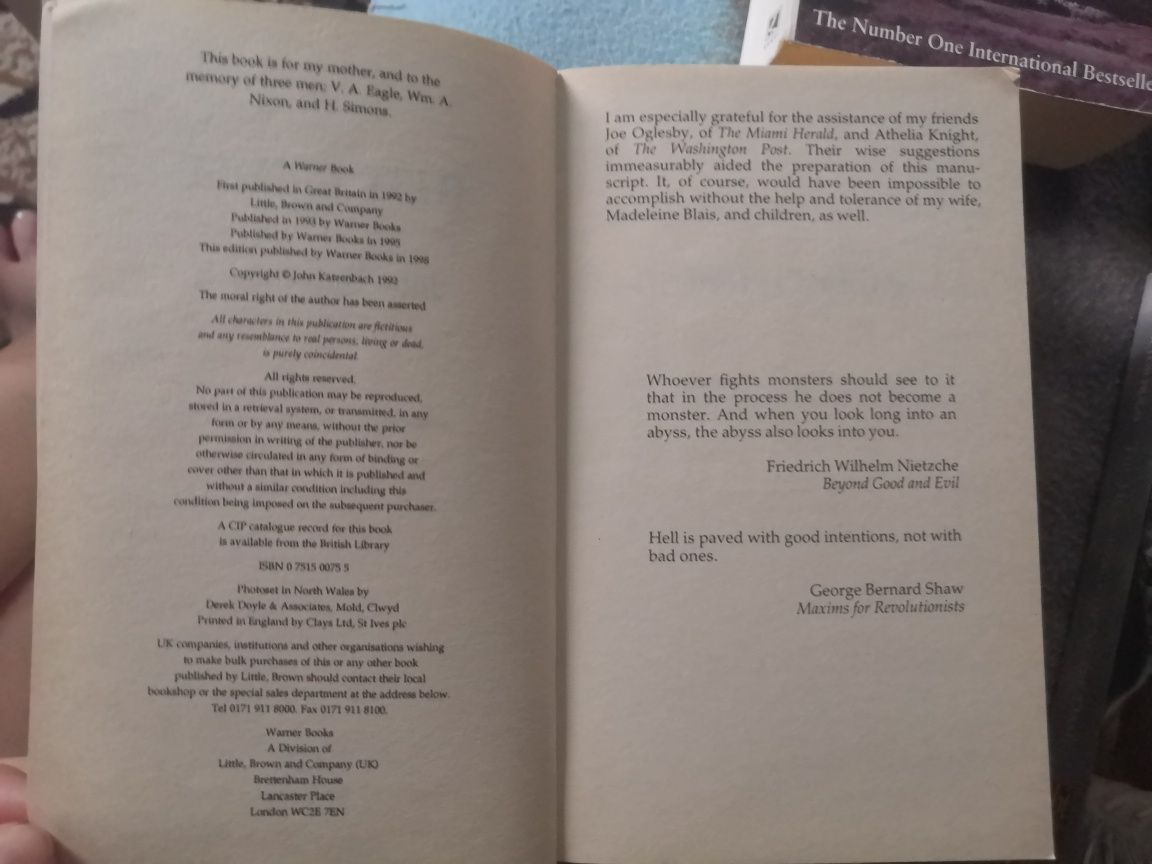 This book is for my mother, and to the
memory of three men: V. A. Eagle, Wm. A.
Nixon, and H. Simons.
A Warner Book
First published in Great Britain in 1992 by
Little, Brown and Company
Published in 1993 by Warner Books
Published by Warner Books in 1995
This edition published by Warner Books in 1998
Copyright © John Katzenbach 1992
The moral right of the author has been asserted
All characters in this publication are fictitious
and any resemblance to real persons, living or dead,
is purely coincidental.
All rights reserved.
No part of this publication may be reproduced,
stored in a retrieval system, or transmitted, in any
form or by any means, without the prior
permission in writing of the publisher, nor be
otherwise circulated in any form of binding or
cover other than that in which it is published and
without a similar condition including this
condition being imposed on the subsequent purchaser.
A CIP catalogue record for this book
is available from the British Library
ISBN 0 7515 0075 5
Photoset in North Wales by
Derek Doyle & Associates, Mold, Clwyd
Printed in England by Clays Ltd, St Ives plc
UK companies, institutions and other organisations wishing
to make bulk purchases of this or any other book
published by Little, Brown should contact their local
bookshop or the special sales department at the address below.
Tel 0171 911 8000. Fax 0171 911 8100.
Warner Books
A Division of
Little, Brown and Company (UK)
Brettenham House
Lancaster Place
London WC2E 7EN
I am especially grateful for the assistance of my friends
Joe Oglesby, of The Miami Herald, and Athelia Knight,
of The Washington Post. Their wise suggestions
immeasurably aided the preparation of this manu-
script. It, of course, would have been impossible to
accomplish without the help and tolerance of my wife,
Madeleine Blais, and children, as well.
Whoever fights monsters should see to it
that in the process he does not become a
monster. And when you look long into an
abyss, the abyss also looks into you.
Friedrich Wilhelm Nietzche
Beyond Good and Evil
Hell is paved with good intentions, not with
bad ones.
George Bernard Shaw
Maxims for Revolutionists
The Number One International Bestselle